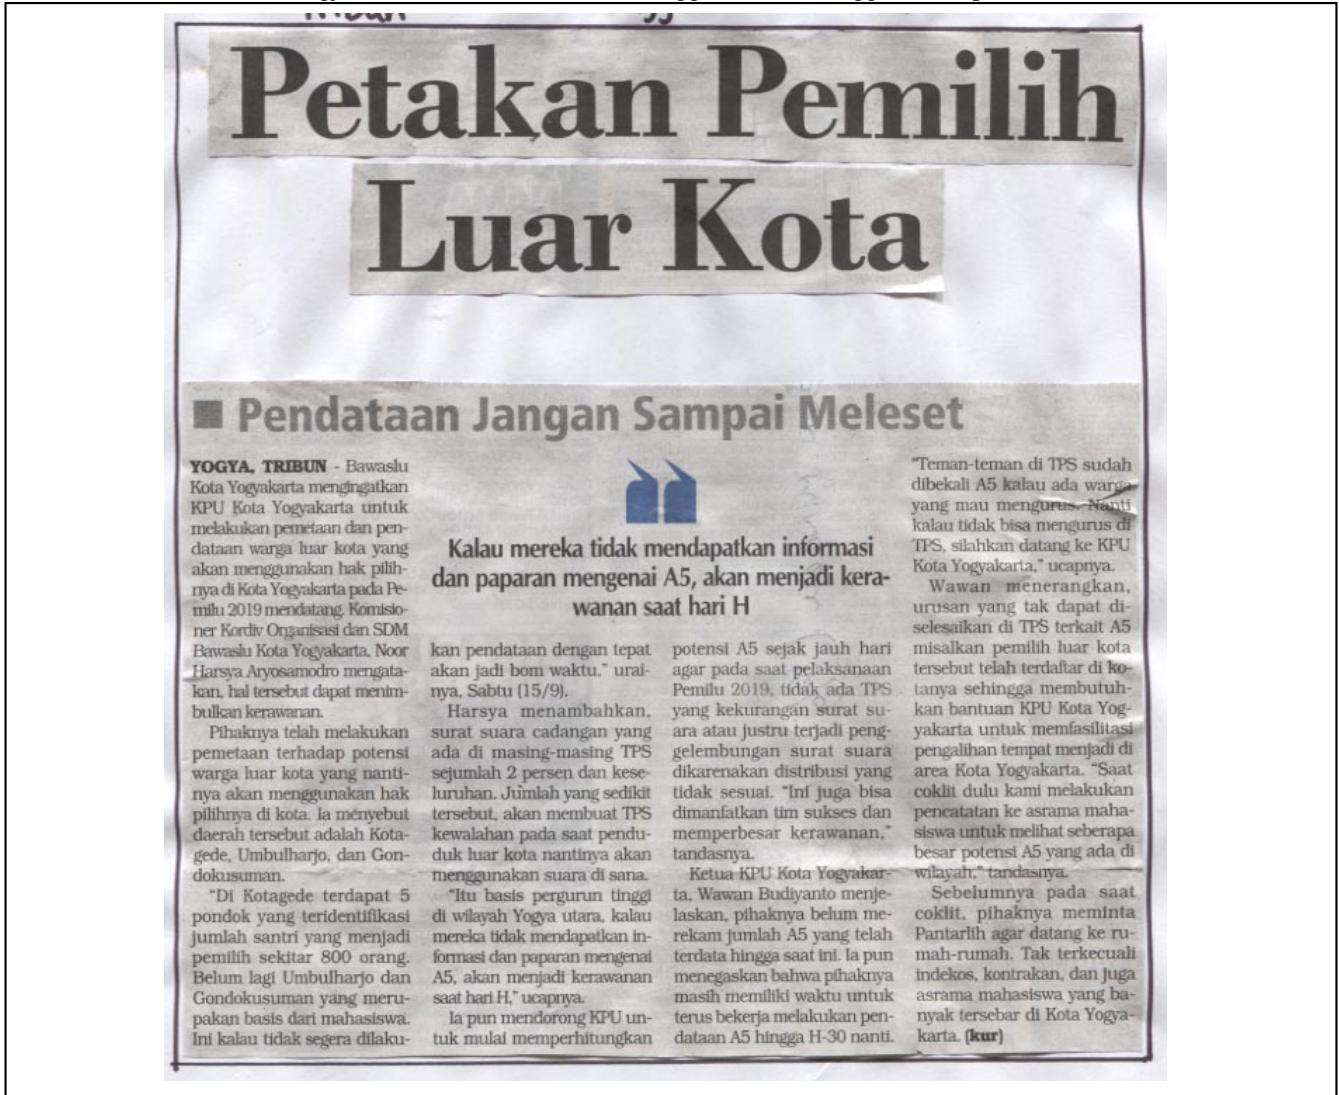 Petakan Pemilih
Luar Kota
Pendataan Jangan Sampai Meleset
YOGYA, TRIBUN - Bawaslu
Kota Yogyakarta mengingatkan
KPU Kota Yogyakarta untuk
melakukan pemetaan dan pen-
dataan warga luar kota yang
akan menggunakan hak pilih-
nya di Kota Yogyakarta pada Pe-
milu 2019 mendatang. Komisio-
ner Kordiv Organisasi dan SDM
Bawaslu Kota Yogyakarta, Noor
Harsya Aryosamodro mengata-
kan, hal tersebut dapat menim-
bulkan kerawanan.
Pihaknya telah melakukan
pemetaan terhadap potensi
warga luar kota yang nanti-
nya akan menggunakan hak
pilihnya di kota. Ia menyebut
daerah tersebut adalah Kota-
gede, Umbulharjo, dan Gon-
dokusuman.
"Di Kotagede terdapat 5
pondok yang teridentifikasi
jumlah santri yang menjadi
pemilih sekitar 800 orang.
Belum lagi Umbulharjo dan
Gondokusuman yang meru-
pakan basis dari mahasiswa.
Ini kalau tidak segera dilaku-
Kalau mereka tidak mendapatkan informasi
dan paparan mengenai A5, akan menjadi kera-
wanan saat hari H
kan pendataan dengan tepat
akan jadi bom waktu," urai-
nya, Sabtu (15/9).
Harsya menambahkan,
surat suara cadangan yang
ada di masing-masing TPS
sejumlah 2 persen dan kese-
luruhan. Jumlah yang sedikit
tersebut, akan membuat TPS
kewalahan pada saat pendu-
duk luar kota nantinya akan
menggunakan suara di sana.
"Itu basis pergurun tinggi
di wilayah Yogya utara, kalau
mereka tidak mendapatkan in-
formasi dan paparan mengenai
A5, akan menjadi kerawanan
saat hari H," ucapnya.
Ia pun mendorong KPU un-
tuk mulai memperhitungkan
potensi A5 sejak jauh hari
agar pada saat pelaksanaan
Pemilu 2019, tidak ada TPS
yang kekurangan surat su-
ara atau justru terjadi peng-
gelembungan surat suara
dikarenakan distribusi yang
tidak sesuai. "Ini juga bisa
dimanfatkan tim sukses dan
memperbesar kerawanan,"
tandasnya.
Ketua KPU Kota Yogyakar-
ta, Wawan Budiyanto menje-
laskan, pihaknya belum me-
rekam jumlah A5 yang telah
terdata hingga saat ini. Ia pun
menegaskan bahwa pihaknya
masih memiliki waktu untuk
terus bekerja melakukan pen-
dataan A5 hingga H-30 nanti.
"Teman-teman di TPS sudah
dibekali A5 kalau ada warga
yang mau mengurus. Nanti
kalau tidak bisa mengurus di
TPS, silahkan datang ke KPU
Kota Yogyakarta," ucapnya.
Wawan menerangkan,
urusan yang tak dapat di-
selesaikan di TPS terkait A5
misalkan pemilih luar kota
tersebut telah terdaftar di ko-
tanya sehingga membutuh-
kan bantuan KPU Kota Yog-
yakarta untuk memfasilitasi
pengalihan tempat menjadi di
area Kota Yogyakarta. "Saat
coklit dulu kami melakukan
pencatatan ke asrama maha-
siswa untuk melihat seberapa
besar potensi A5 yang ada di
wilayah," tandasnya.
Sebelumnya pada saat
coklit, pihaknya meminta
Pantarlih agar datang ke ru-
mah-rumah. Tak terkecuali
indekos, kontrakan, dan juga
asrama mahasiswa yang ba-
nyak tersebar di Kota Yogya-
karta. (kur)